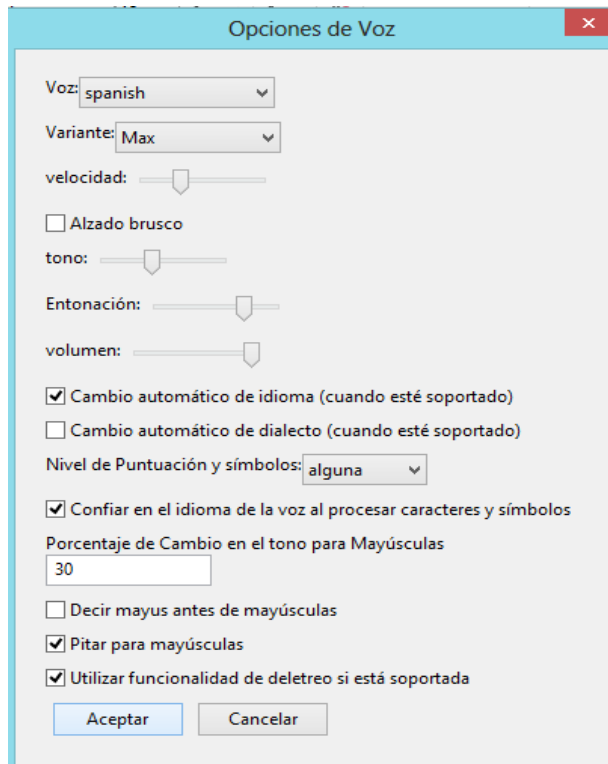 Opciones de Voz
Voz: spanish
Variante: Max
velocidad:
Alzado brusco
tono:
Entonación:
volumen:
Cambio automático de idioma (cuando esté soportado)
Cambio automático de dialecto (cuando esté soportado)
Nivel de Puntuación y símbolos: alguna
Confiar en el idioma de la voz al procesar caracteres y símbolos
Porcentaje de Cambio en el tono para Mayúsculas
30
Decir mayus antes de mayúsculas
Pitar para mayúsculas
Utilizar funcionalidad de deletreo si está soportada
Aceptar Cancelar